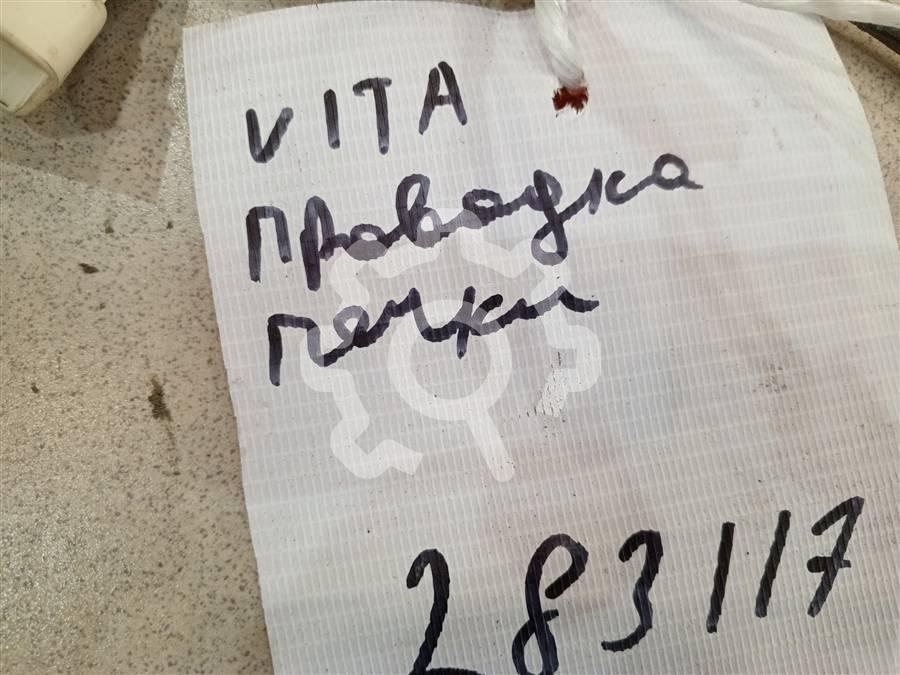 VITA
проводка
печки
283117